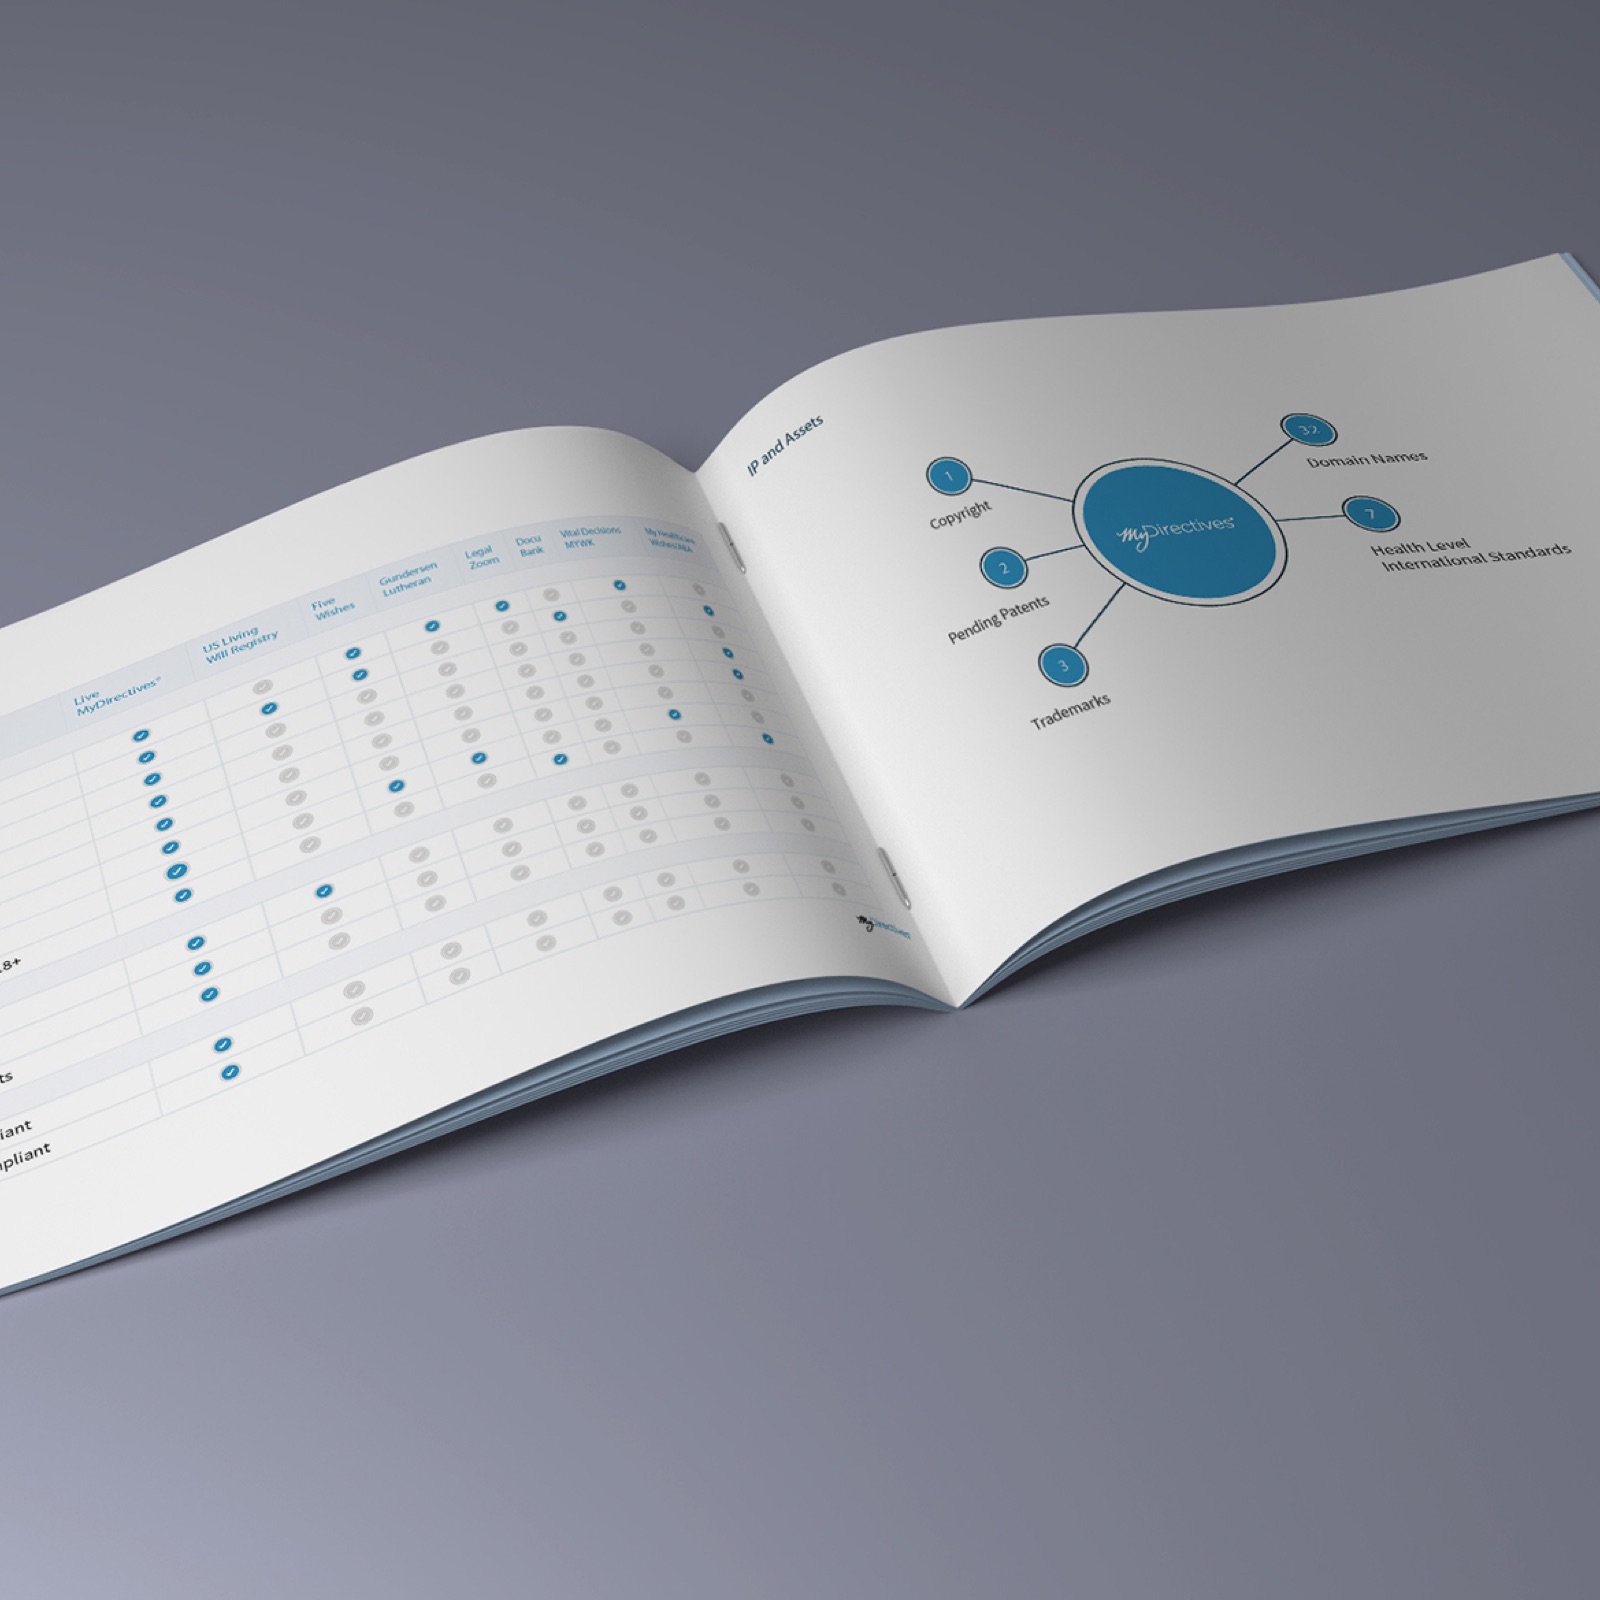 Live
MyDirectives®
US Living
Will Registry
Five
Wishes
Gundersen
Lutheran
Legal
Zoom
Docu
Bank
Vital Decisions
MYWK
My Healthcare
Wishes/ABA
18+
ts
iant
pliant
MyDirectives
IP and Assets
1
Copyright
2
Pending Patents
3
Trademarks
MyDirectives®
32
Domain Names
7
Health Level
International Standards